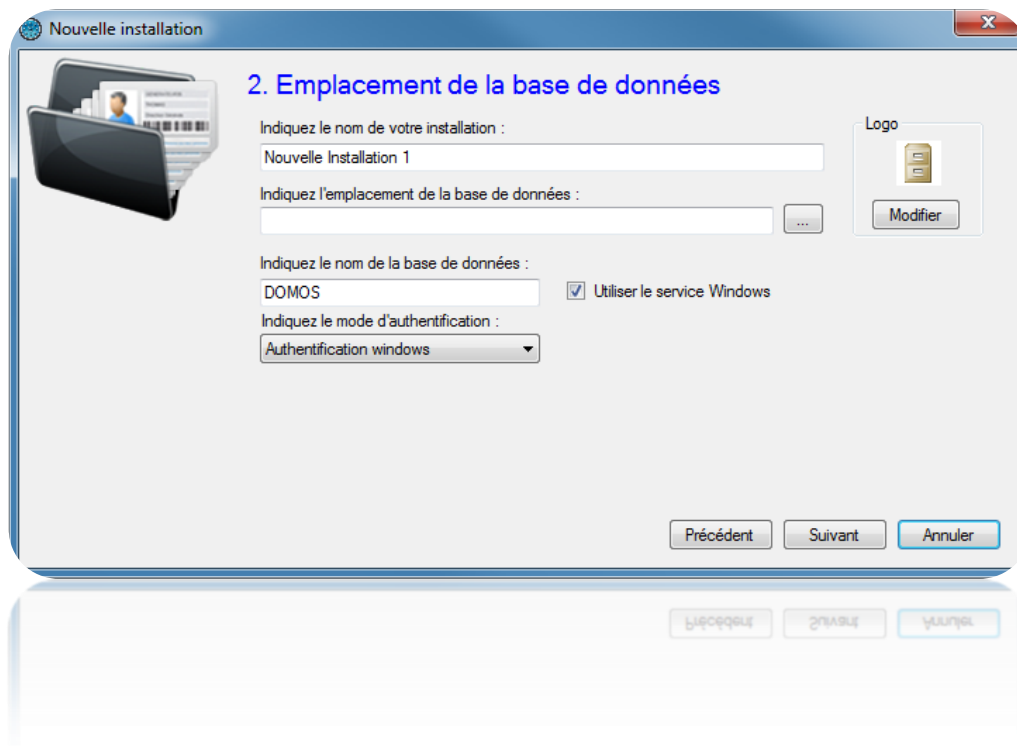 Nouvelle installation
2. Emplacement de la base de données
Indiquez le nom de votre installation :
Logo
Nouvelle Installation 1
Indiquez l'emplacement de la base de données :
...
Modifier
Indiquez le nom de la base de données :
DOMOS
Utiliser le service Windows
Indiquez le mode d'authentification :
Authentification windows
Précédent
Suivant
Annuler